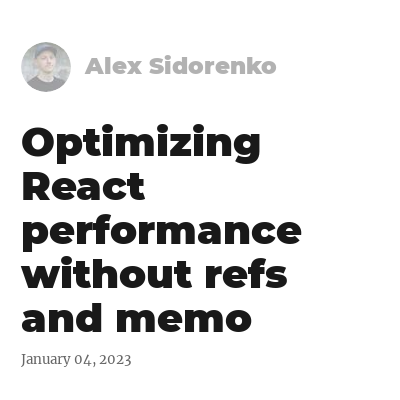 Alex Sidorenko
Optimizing
React
performance
without refs
and memo
January 04, 2023